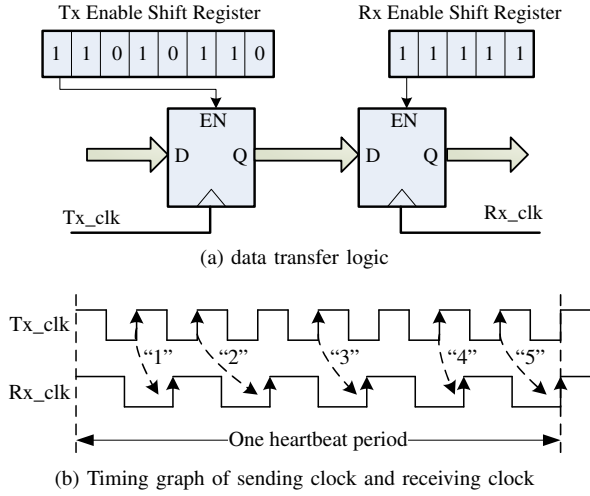 Tx Enable Shift Register
Rx Enable Shift Register
1 1 0 1 0 1 1 0
1 1 1 1 1
EN
EN
D Q
D Q
Tx_clk
Rx_clk
(a) data transfer logic
Tx_clk
“1” “2” “3” “4” “5”
Rx_clk
One heartbeat period
(b) Timing graph of sending clock and receiving clock